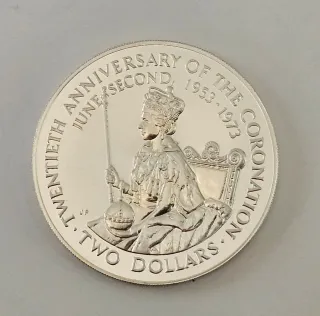 TWENTIETH ANNIVERSARY OF THE CORONATION
JUNE SECOND, 1953-1973
· TWO DOLLARS ·